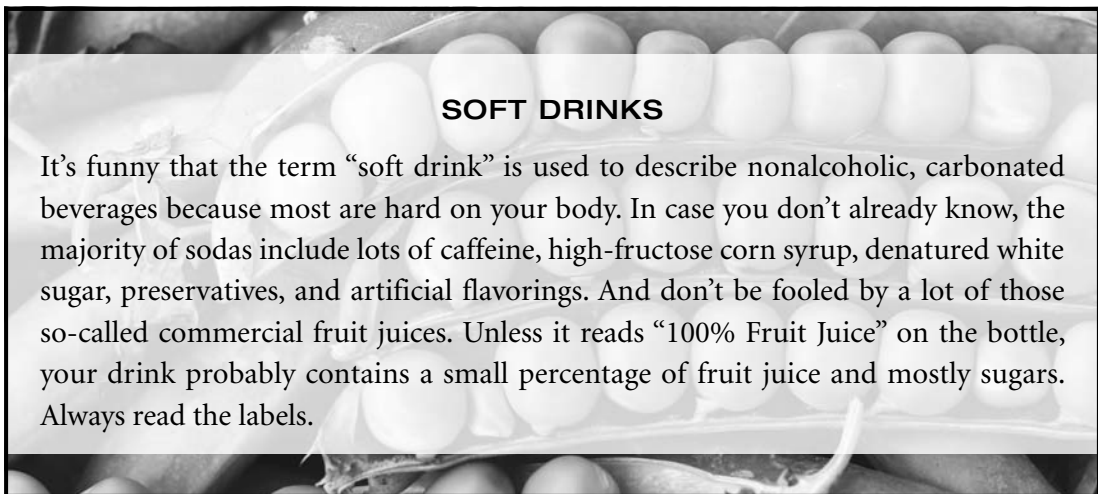 SOFT DRINKS
It’s funny that the term “soft drink” is used to describe nonalcoholic, carbonated
beverages because most are hard on your body. In case you don’t already know, the
majority of sodas include lots of caffeine, high-fructose corn syrup, denatured white
sugar, preservatives, and artificial flavorings. And don’t be fooled by a lot of those
so-called commercial fruit juices. Unless it reads “100% Fruit Juice” on the bottle,
your drink probably contains a small percentage of fruit juice and mostly sugars.
Always read the labels.